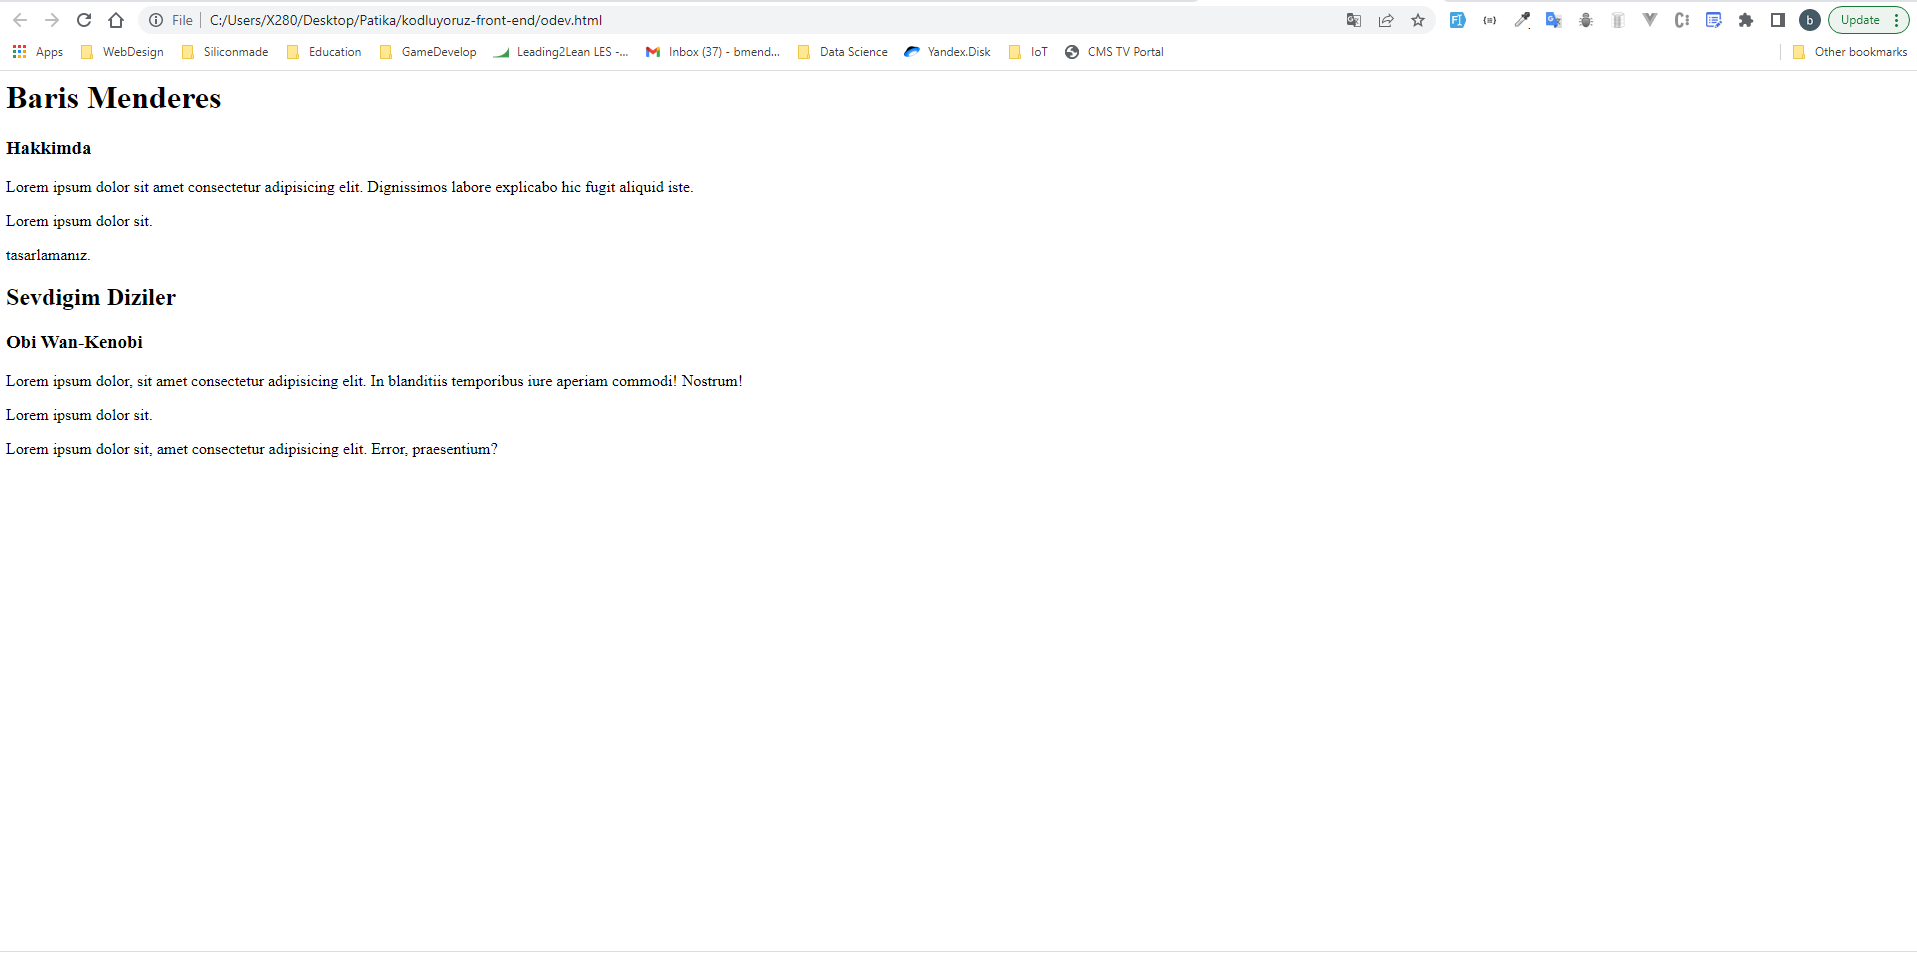 File C:/Users/X280/Desktop/Patika/kodluyoruz-front-end/odev.html b Update
Apps WebDesign Siliconmade Education GameDevelop Leading2Lean LES -... Inbox (37) - bmend... Data Science Yandex.Disk IoT CMS TV Portal Other bookmarks
Baris Menderes
Hakkimda
Lorem ipsum dolor sit amet consectetur adipisicing elit. Dignissimos labore explicabo hic fugit aliquid iste.
Lorem ipsum dolor sit.
tasarlamanız.
Sevdigim Diziler
Obi Wan-Kenobi
Lorem ipsum dolor, sit amet consectetur adipisicing elit. In blanditiis temporibus iure aperiam commodi! Nostrum!
Lorem ipsum dolor sit.
Lorem ipsum dolor sit, amet consectetur adipisicing elit. Error, praesentium?